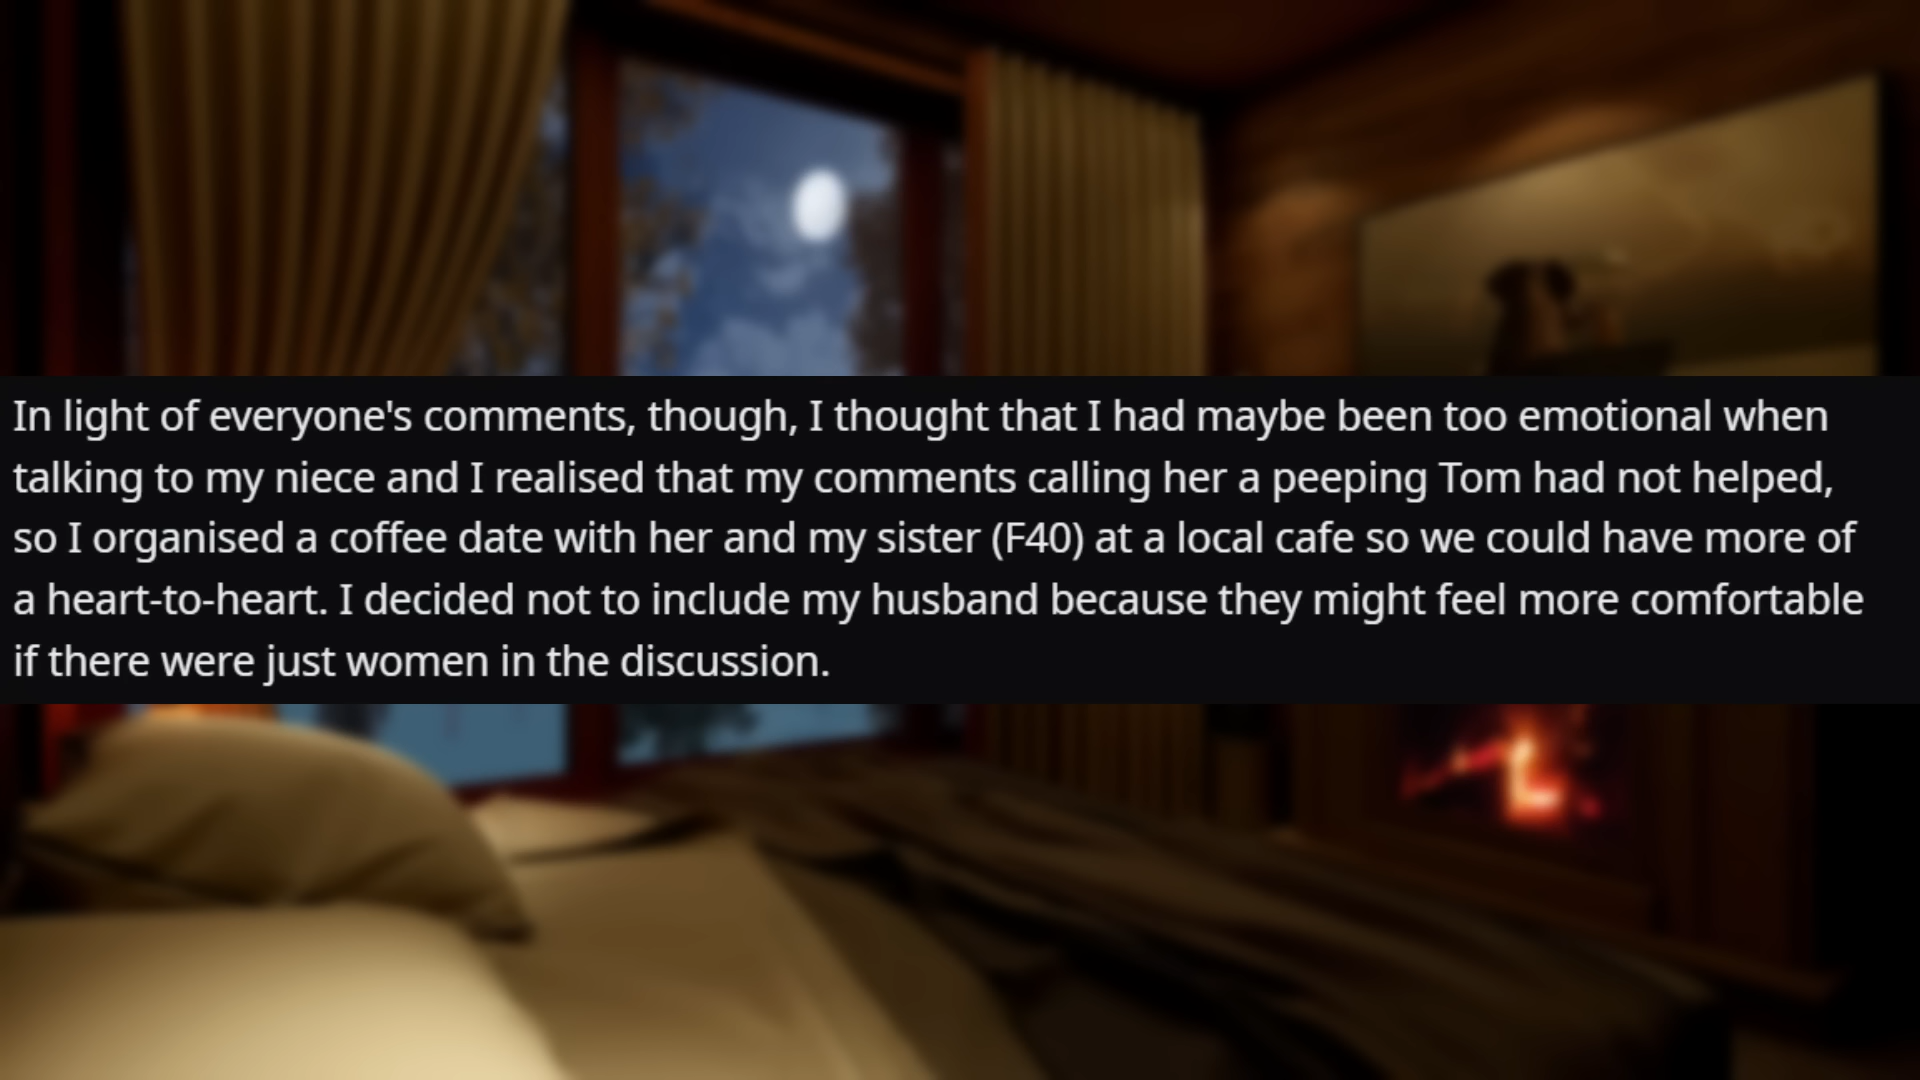 In light of everyone's comments, though, I thought that I had maybe been too emotional when
talking to my niece and I realised that my comments calling her a peeping Tom had not helped,
so I organised a coffee date with her and my sister (F40) at a local cafe so we could have more of
a heart-to-heart. I decided not to include my husband because they might feel more comfortable
if there were just women in the discussion.